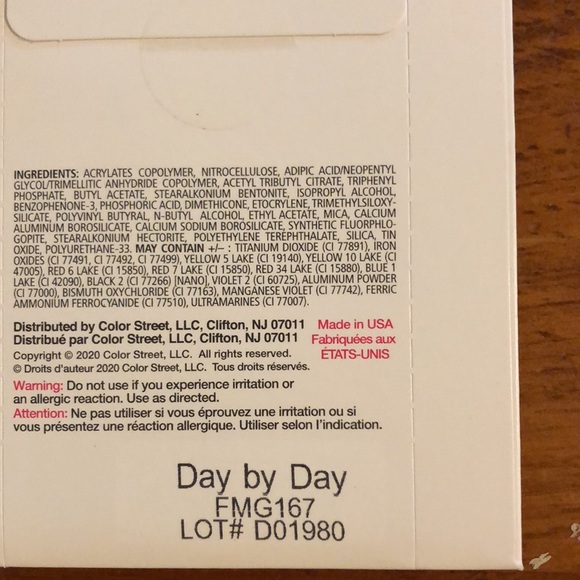 INGREDIENTS: ACRYLATES COPOLYMER, NITROCELLULOSE, ADIPIC ACID/NEOPENTYL
GLYCOL/TRIMELLITIC ANHYDRIDE COPOLYMER, ACETYL TRIBUTYL CITRATE, TRIPHENYL
PHOSPHATE, BUTYL ACETATE, STEARALKONIUM BENTONITE, ISOPROPYL ALCOHOL,
BENZOPHENONE-3, PHOSPHORIC ACID, DIMETHICONE, ETOCRYLENE, TRIMETHYLSILOXY-
SILICATE, POLYVINYL BUTYRAL, N-BUTYL ALCOHOL, ETHYL ACETATE, MICA, CALCIUM
ALUMINUM BOROSILICATE, CALCIUM SODIUM BOROSILICATE, SYNTHETIC FLUORPHLO-
GOPITE, STEARALKONIUM HECTORITE, POLYETHYLENE TEREPHTHALATE, SILICA, TIN
OXIDE, POLYURETHANE-33. MAY CONTAIN +/– : TITANIUM DIOXIDE (CI 77891), IRON
OXIDES (CI 77491, CI 77492, CI 77499), YELLOW 5 LAKE (CI 19140), YELLOW 10 LAKE (CI
47005), RED 6 LAKE (CI 15850), RED 7 LAKE (CI 15850), RED 34 LAKE (CI 15880), BLUE 1
LAKE (CI 42090), BLACK 2 (CI 77266) [NANO], VIOLET 2 (CI 60725), ALUMINUM POWDER
(CI 77000), BISMUTH OXYCHLORIDE (CI 77163), MANGANESE VIOLET (CI 77742), FERRIC
AMMONIUM FERROCYANIDE (CI 77510), ULTRAMARINES (CI 77007).
Distributed by Color Street, LLC, Clifton, NJ 07011
Distribué par Color Street, LLC, Clifton, NJ 07011
Made in USA
Fabriquées aux
ÉTATS-UNIS
Copyright © 2020 Color Street, LLC. All rights reserved.
© Droits d'auteur 2020 Color Street, LLC. Tous droits réservés.
Warning: Do not use if you experience irritation or
an allergic reaction. Use as directed.
Attention: Ne pas utiliser si vous éprouvez une irritation ou si
vous présentez une réaction allergique. Utiliser selon l'indication.
Day by Day
FMG167
LOT# D01980